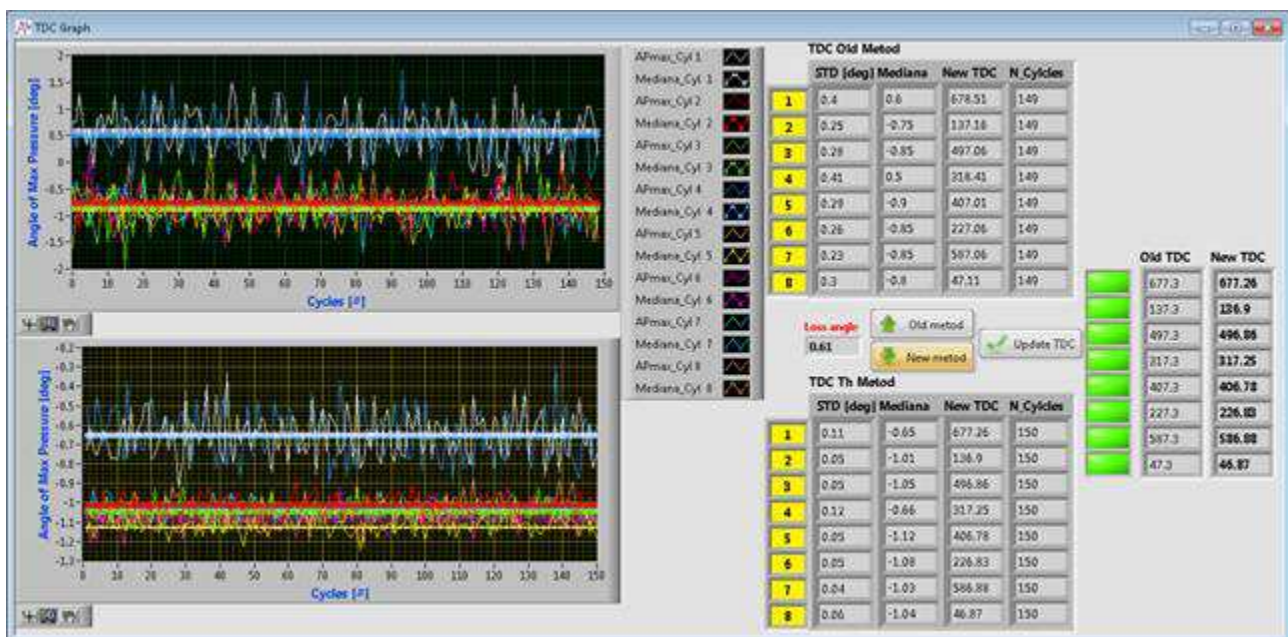 TDC Graph
Angle of Max Pressure [deg]
2
1.5
1
0.5
0
-0.5
-1
-1.5
-2
0 10 20 30 40 50 60 70 80 90 100 110 120 130 140 150
Cycles [#]
-0.2
-0.3
-0.4
-0.5
-0.6
-0.7
-0.8
-0.9
-1
-1.1
-1.2
-1.3
Angle of Max Pressure [deg]
0 10 20 30 40 50 60 70 80 90 100 110 120 130 140 150
Cycles [#]
APmax_Cyl 1
Mediana_Cyl 1
APmax_Cyl 2
Mediana_Cyl 2
APmax_Cyl 3
Mediana_Cyl 3
APmax_Cyl 4
Mediana_Cyl 4
APmax_Cyl 5
Mediana_Cyl 5
APmax_Cyl 6
Mediana_Cyl 6
APmax_Cyl 7
Mediana_Cyl 7
APmax_Cyl 8
Mediana_Cyl 8
TDC Old Metod
STD [deg] Mediana New TDC N_Cylcles
1 0.4 0.6 678.51 149
2 0.25 -0.75 137.16 149
3 0.28 -0.85 497.06 149
4 0.41 0.5 318.41 149
5 0.29 -0.9 407.01 149
6 0.26 -0.85 227.06 149
7 0.23 -0.85 587.06 149
8 0.3 -0.8 47.11 149
Loss angle
0.61
Old metod
New metod
Update TDC
TDC Th Metod
STD [deg] Mediana New TDC N_Cylcles
1 0.11 -0.65 677.26 150
2 0.05 -1.01 136.9 150
3 0.05 -1.05 496.86 150
4 0.12 -0.66 317.25 150
5 0.05 -1.12 406.78 150
6 0.05 -1.08 226.83 150
7 0.04 -1.03 586.88 150
8 0.06 -1.04 46.87 150
Old TDC New TDC
677.3 677.26
137.3 136.9
497.3 496.86
317.3 317.25
407.3 406.78
227.3 226.83
587.3 586.88
47.3 46.87